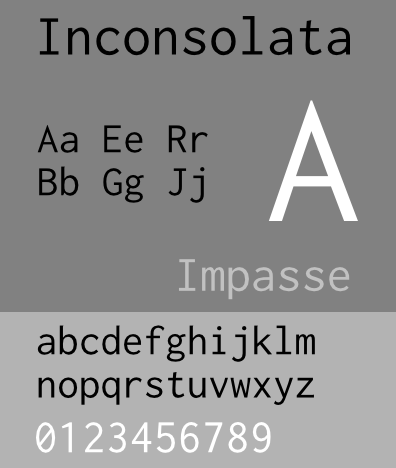 Inconsolata
Aa Ee Rr
Bb Gg Jj
A
Impasse
abcdefghijklm
nopqrstuvwxyz
0123456789